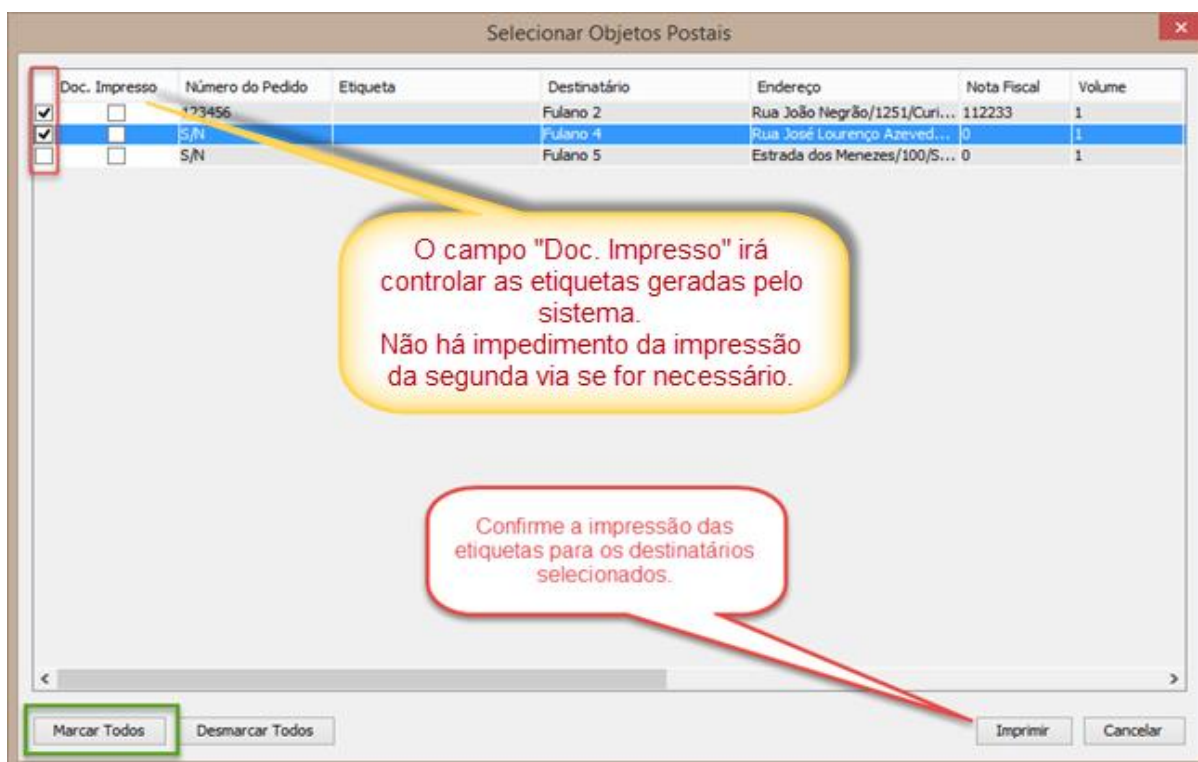 Selecionar Objetos Postais
Doc. Impresso Número do Pedido Etiqueta Destinatário Endereço Nota Fiscal Volume
123456 Fulano 2 Rua João Negrão/1251/Curi... 112233 1
S/N Fulano 4 Rua José Lourenço Azeved... 0 1
S/N Fulano 5 Estrada dos Menezes/100/S... 0 1
O campo "Doc. Impresso" irá
controlar as etiquetas geradas pelo
sistema.
Não há impedimento da impressão
da segunda via se for necessário.
Confirme a impressão das
etiquetas para os destinatários
selecionados.
Marcar Todos Desmarcar Todos Imprimir Cancelar